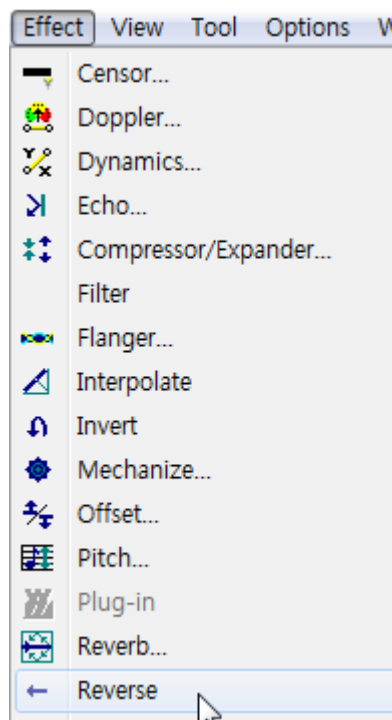 Effect View Tool Options
Censor...
Doppler...
Dynamics...
Echo...
Compressor/Expander...
Filter
Flanger...
Interpolate
Invert
Mechanize...
Offset...
Pitch...
Plug-in
Reverb...
Reverse